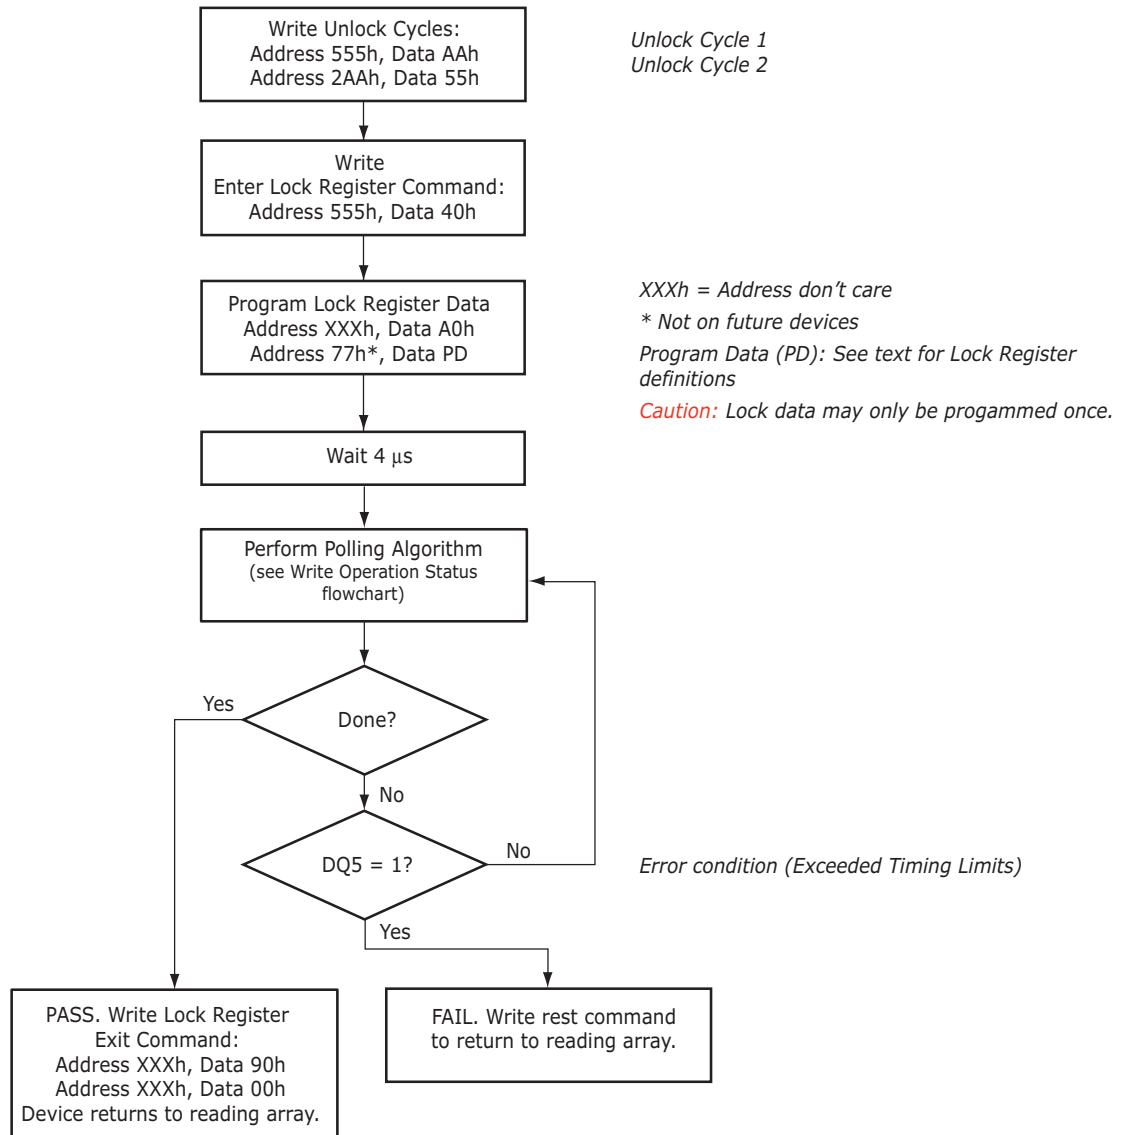 Write Unlock Cycles:
Address 555h, Data AAh
Address 2AAh, Data 55h
Unlock Cycle 1
Unlock Cycle 2
Write
Enter Lock Register Command:
Address 555h, Data 40h
Program Lock Register Data
Address XXXh, Data A0h
Address 77h*, Data PD
XXXh = Address don’t care
* Not on future devices
Program Data (PD): See text for Lock Register
definitions
Caution: Lock data may only be progammed once.
Wait 4 μs
Perform Polling Algorithm
(see Write Operation Status
flowchart)
Yes
Done?
No
DQ5 = 1?
No
Error condition (Exceeded Timing Limits)
Yes
PASS. Write Lock Register
Exit Command:
Address XXXh, Data 90h
Address XXXh, Data 00h
Device returns to reading array.
FAIL. Write rest command
to return to reading array.